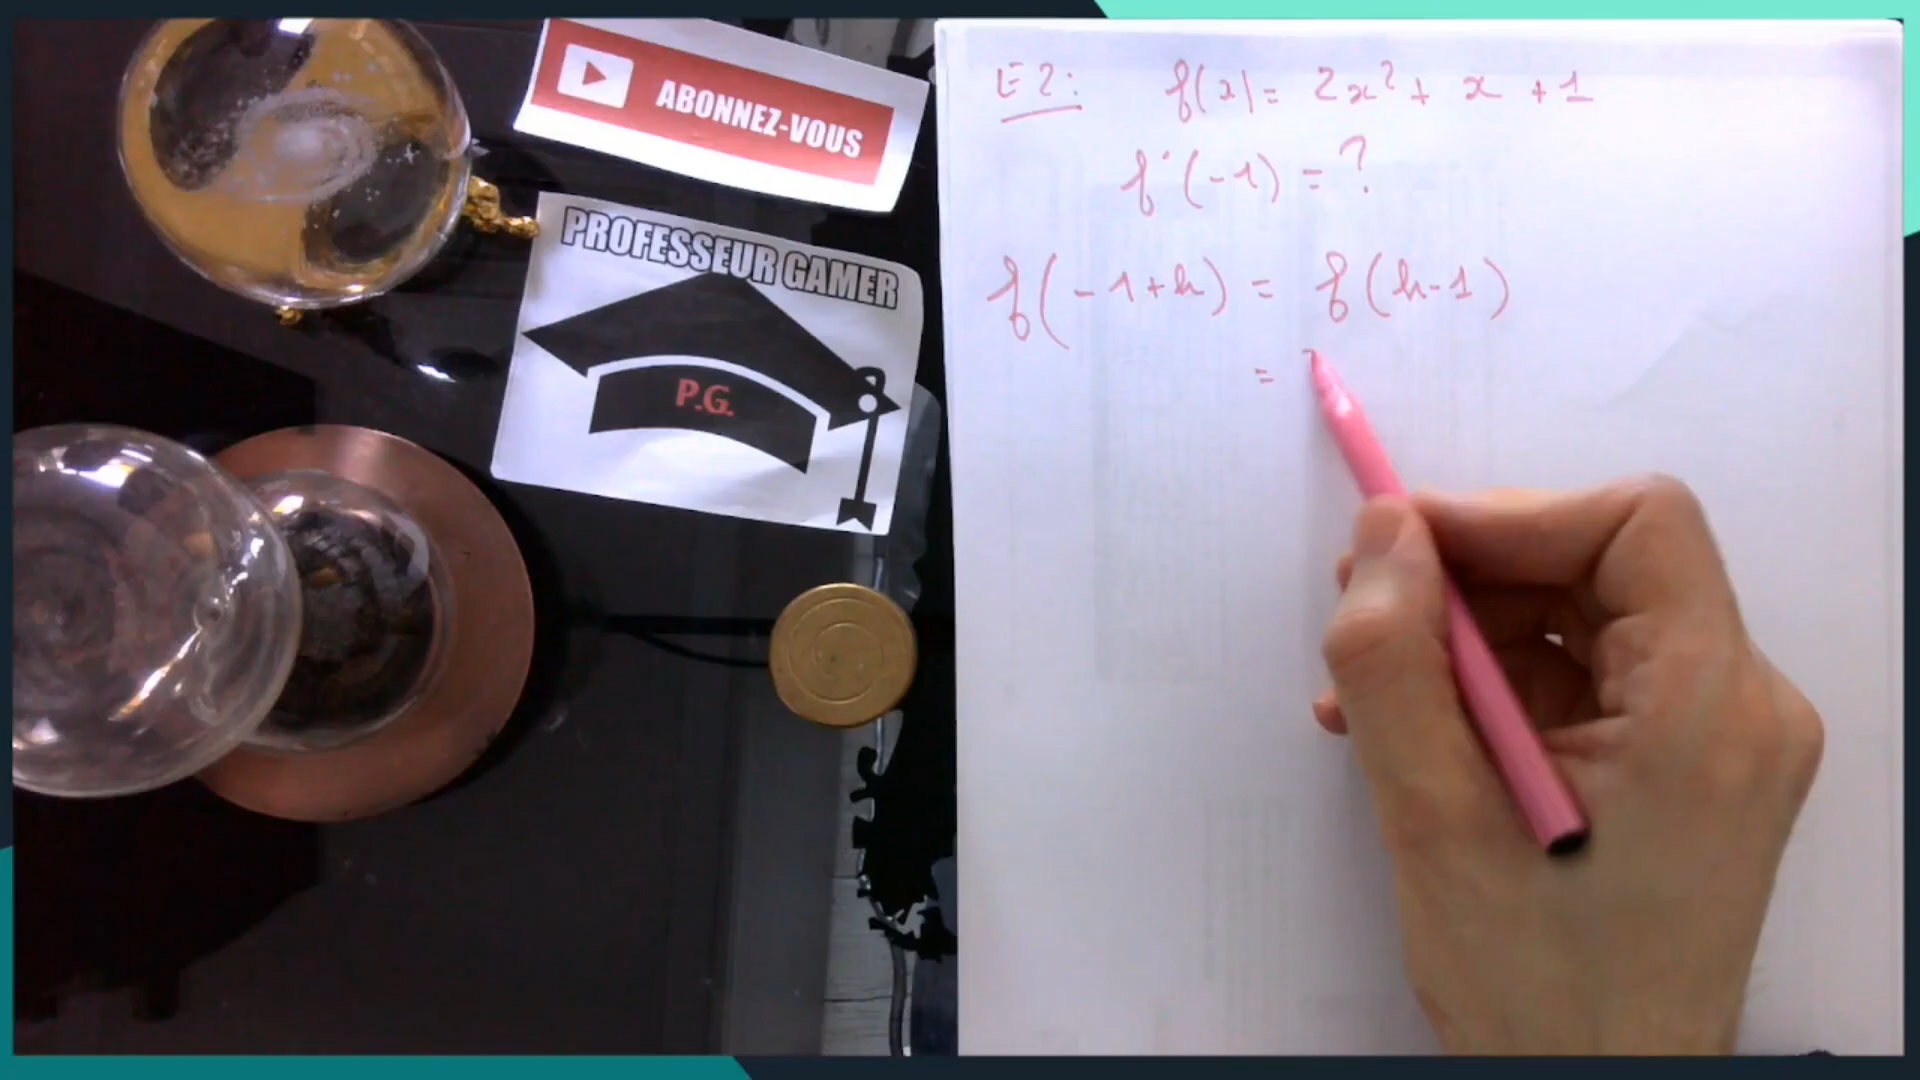 ABONNEZ-VOUS
PROFESSEUR GAMER
P.G.
E2: f(x) = 2x² + x + 1
f'(-1) = ?
f(-1+h) = f(h-1)
=